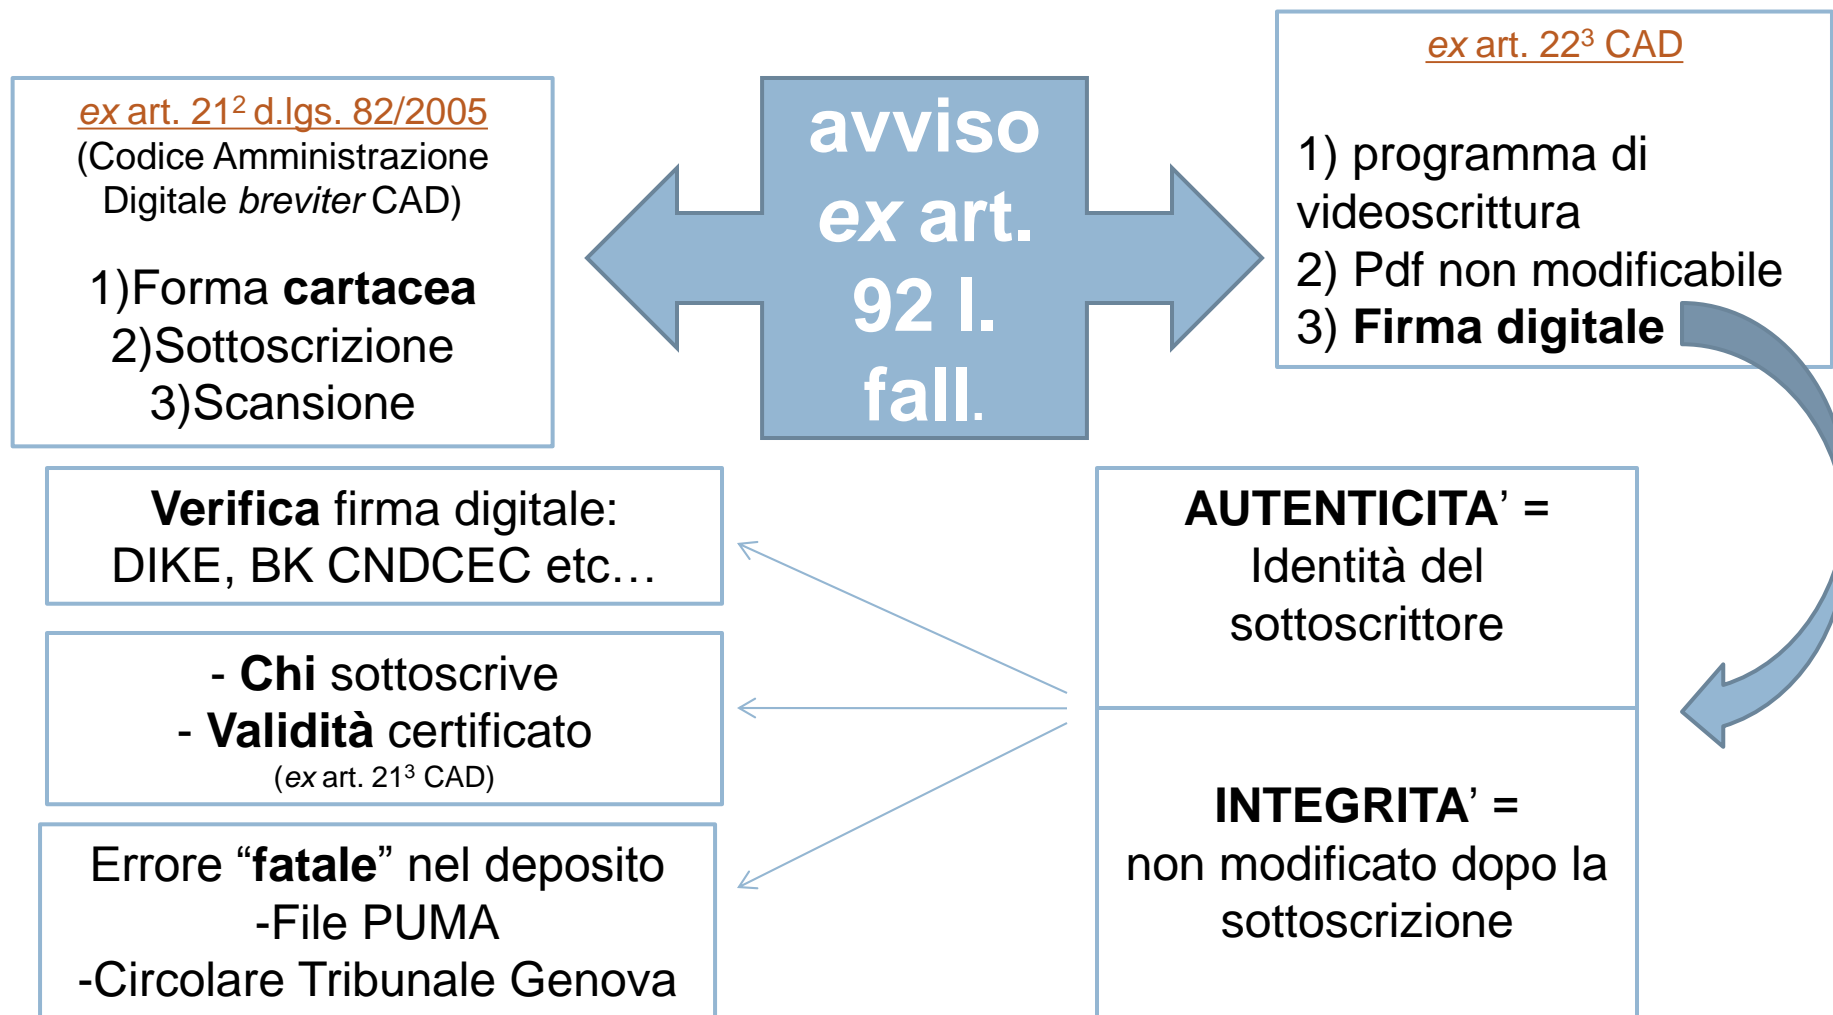 ex art. 21² d.lgs. 82/2005
(Codice Amministrazione
Digitale breviter CAD)
1)Forma cartacea
2)Sottoscrizione
3)Scansione
avviso
ex art.
92 l.
fall.
ex art. 22³ CAD
1) programma di
videoscrittura
2) Pdf non modificabile
3) Firma digitale
Verifica firma digitale:
DIKE, BK CNDCEC etc…
- Chi sottoscrive
- Validità certificato
(ex art. 21³ CAD)
Errore “fatale” nel deposito
-File PUMA
-Circolare Tribunale Genova
AUTENTICITA’ =
Identità del
sottoscrittore
INTEGRITA’ =
non modificato dopo la
sottoscrizione